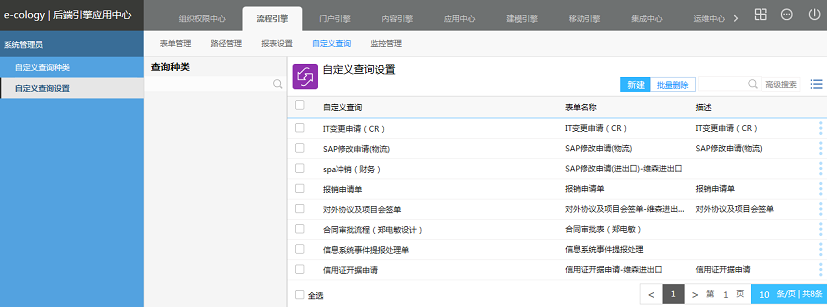 e-cology | 后端引擎应用中心
组织权限中心 流程引擎 门户引擎 内容引擎 应用中心 建模引擎 移动引擎 集成中心 运维中心
系统管理员
表单管理 路径管理 报表设置 自定义查询 监控管理
自定义查询种类
自定义查询设置
查询种类
自定义查询设置
新建 批量删除 高级搜索
自定义查询 表单名称 描述
IT变更申请（CR） IT变更申请（CR） IT变更申请（CR）
SAP修改申请(物流) SAP修改申请(物流) SAP修改申请(物流)
spa冲销（财务） SAP修改申请(进出口)-维森进出口
报销申请单 报销申请单 报销申请单
对外协议及项目会签单 对外协议及项目会签单-维森进出... 对外协议及项目会签单
合同审批流程（郑电敏设计） 合同审批表（郑电敏）
信息系统事件提报处理单 信息系统事件提报处理
信用证开据申请 信用证开据申请-维森进出口 信用证开据申请
全选
< 1 > 第 1 页 10 条/页 | 共8条